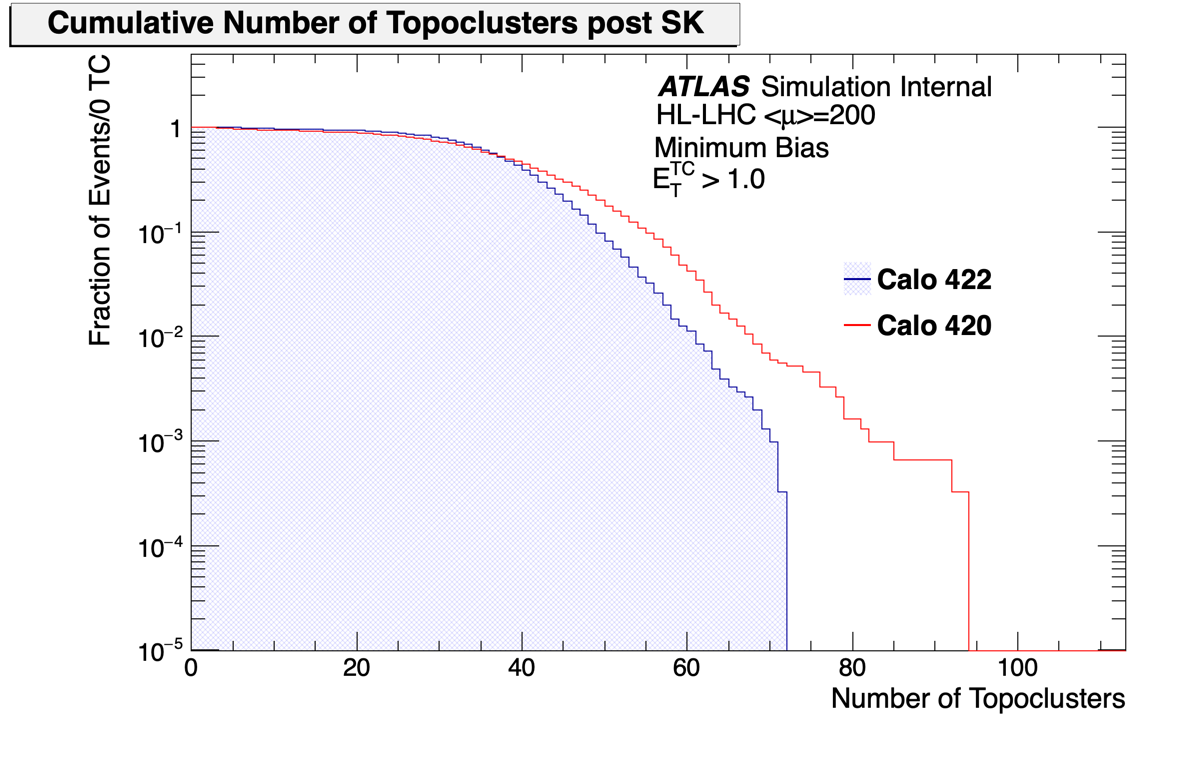 Cumulative Number of Topoclusters post SK
Fraction of Events/0 TC
ATLAS Simulation Internal
HL-LHC <μ>=200
Minimum Bias
E_T^TC > 1.0
Calo 422
Calo 420
1
10⁻¹
10⁻²
10⁻³
10⁻⁴
10⁻⁵
0 20 40 60 80 100
Number of Topoclusters